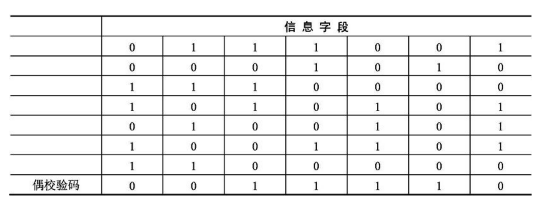 信息字段
0 1 1 1 0 0 1
0 0 0 1 0 1 0
1 1 1 0 0 0 0
1 0 1 0 1 0 1
0 1 0 0 1 0 1
1 0 0 1 1 0 1
1 1 0 0 0 0 0
偶校验码 0 0 1 1 1 1 0